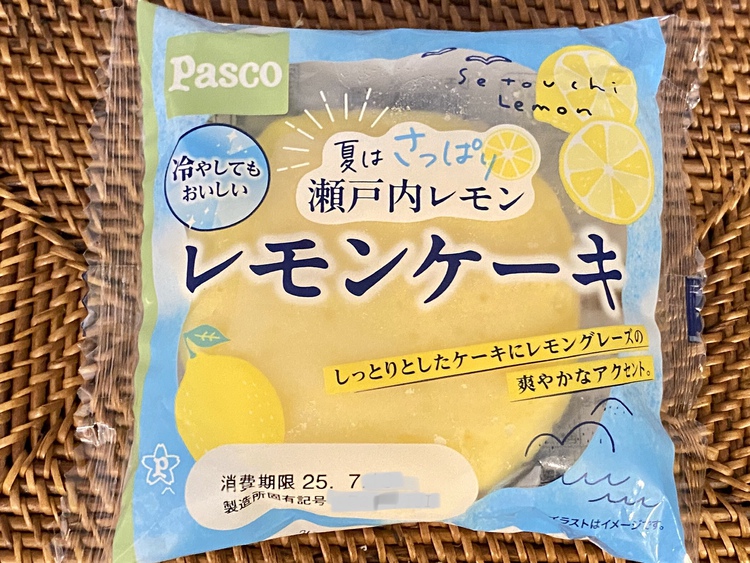 Pasco
Setouchi
Lemon
冷やしても
おいしい
夏は さっぱり
瀬戸内レモン
レモンケーキ
しっとりとしたケーキにレモングレーズの
爽やかなアクセント。
P
消費期限 25. 7.
製造所固有記号
イラストはイメージです。